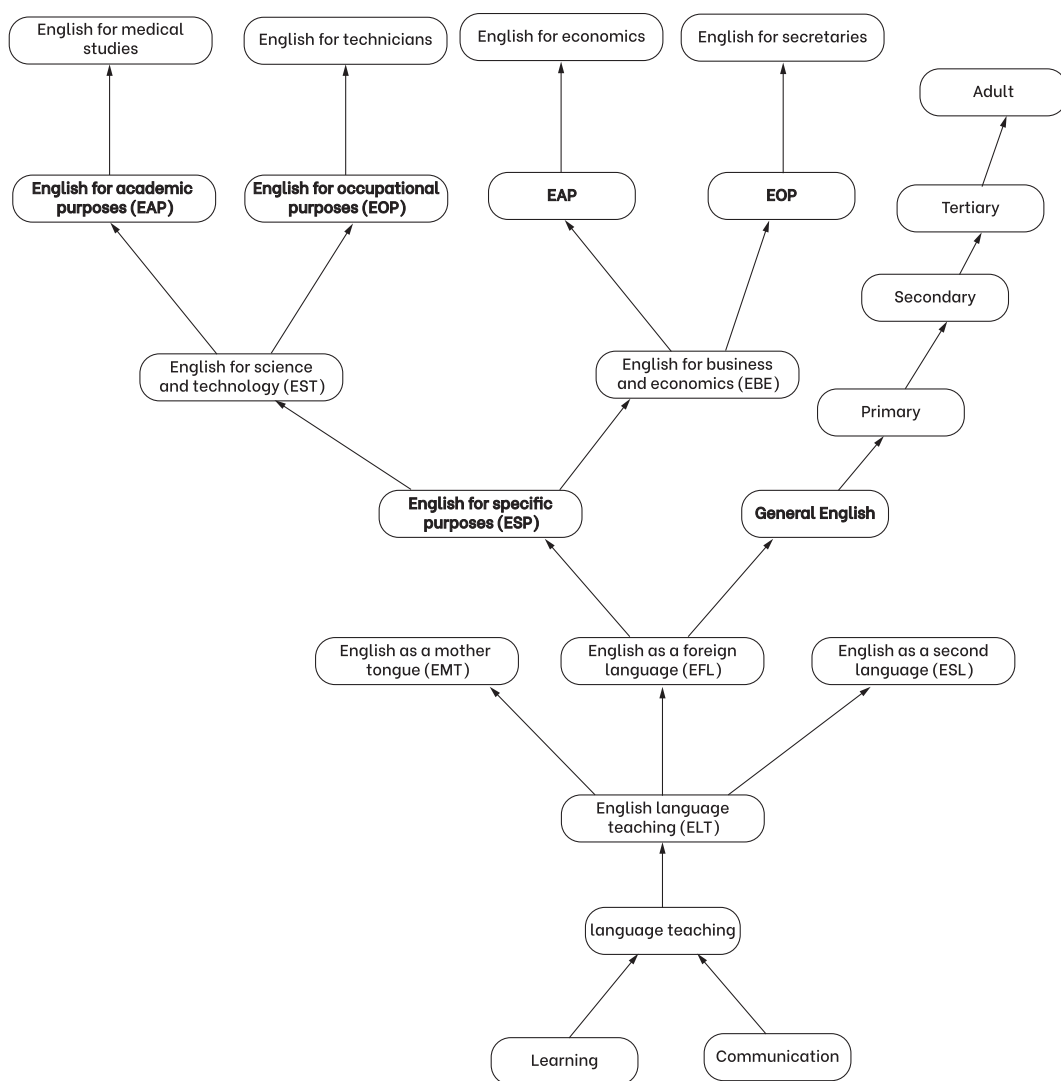 English for medical
studies
English for technicians
English for economics
English for secretaries
Adult
English for academic
purposes (EAP)
English for occupational
purposes (EOP)
EAP
EOP
Tertiary
Secondary
English for science
and technology (EST)
English for business
and economics (EBE)
Primary
English for specific
purposes (ESP)
General English
English as a mother
tongue (EMT)
English as a foreign
language (EFL)
English as a second
language (ESL)
English language
teaching (ELT)
language teaching
Learning
Communication